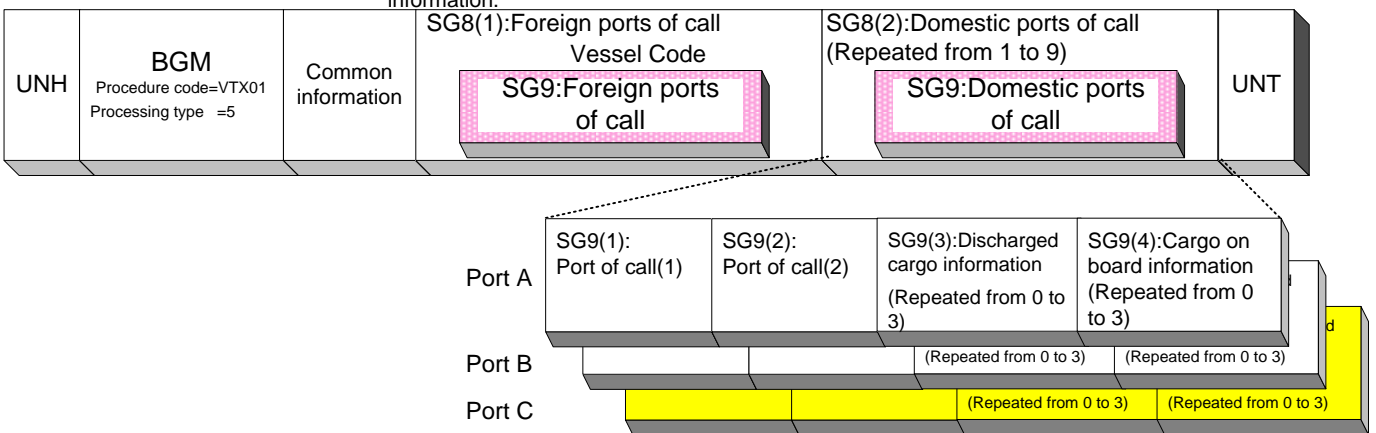 information.
UNH
BGM
Procedure code=VTX01
Processing type =5
Common
information
SG8(1):Foreign ports of call
Vessel Code
SG9:Foreign ports
of call
SG8(2):Domestic ports of call
(Repeated from 1 to 9)
SG9:Domestic ports
of call
UNT
Port A
SG9(1):
Port of call(1)
SG9(2):
Port of call(2)
SG9(3):Discharged
cargo information
(Repeated from 0 to
3)
SG9(4):Cargo on
board information
(Repeated from 0
to 3)
d
Port B
(Repeated from 0 to 3)
(Repeated from 0 to 3)
d
Port C
(Repeated from 0 to 3)
(Repeated from 0 to 3)